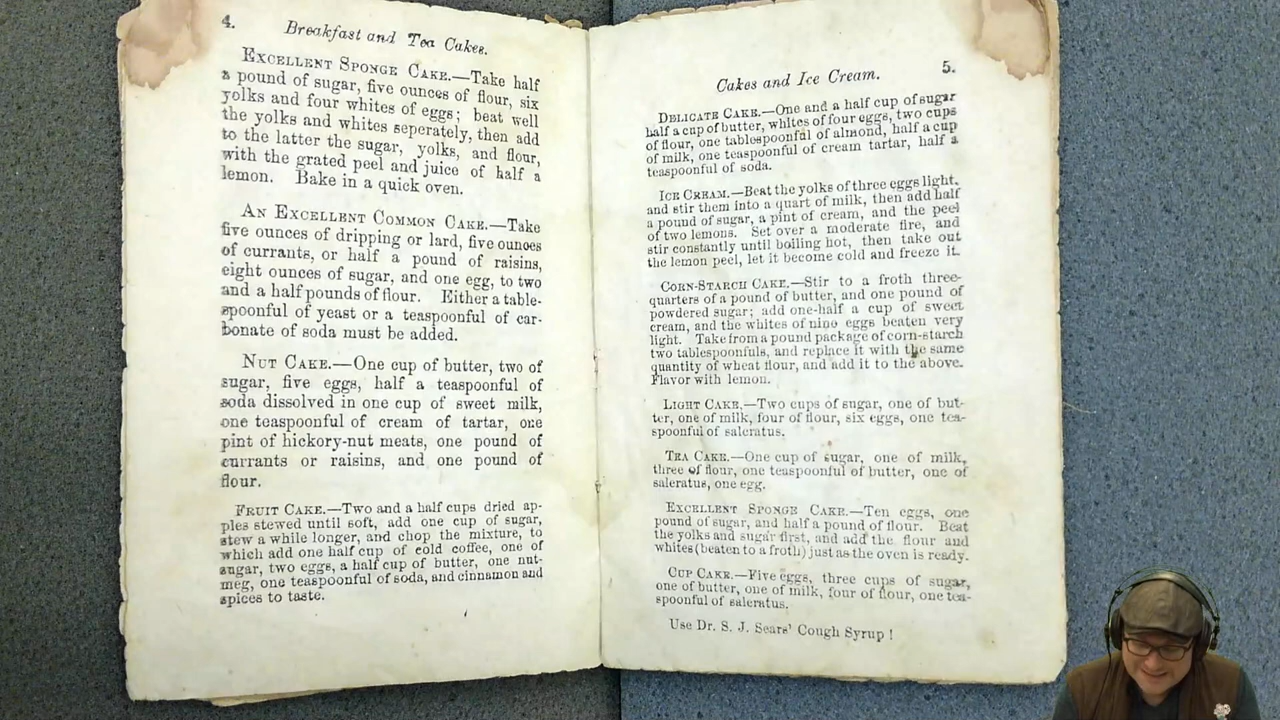 4.
Breakfast and Tea Cakes.
EXCELLENT SPONGE CAKE.—Take half
a pound of sugar, five ounces of flour, six
yolks and four whites of eggs; beat well
the yolks and whites seperately, then add
to the latter the sugar, yolks, and flour,
with the grated peel and juice of half a
lemon. Bake in a quick oven.
AN EXCELLENT COMMON CAKE.—Take
five ounces of dripping or lard, five ounces
of currants, or half a pound of raisins,
eight ounces of sugar, and one egg, to two
and a half pounds of flour. Either a table-
spoonful of yeast or a teaspoonful of car-
bonate of soda must be added.
NUT CAKE.—One cup of butter, two of
sugar, five eggs, half a teaspoonful of
soda dissolved in one cup of sweet milk,
one teaspoonful of cream of tartar, one
pint of hickory-nut meats, one pound of
currants or raisins, and one pound of
flour.
FRUIT CAKE.—Two and a half cups dried ap-
ples stewed until soft, add one cup of sugar,
stew a while longer, and chop the mixture, to
which add one half cup of cold coffee, one of
sugar, two eggs, a half cup of butter, one nut-
meg, one teaspoonful of soda, and cinnamon and
spices to taste.
Cakes and Ice Cream.
5.
DELICATE CAKE.—One and a half cup of sugar
half a cup of butter, whites of four eggs, two cups
of flour, one tablespoonful of almond, half a cup
of milk, one teaspoonful of cream tartar, half a
teaspoonful of soda.
ICE CREAM.—Beat the yolks of three eggs light,
and stir them into a quart of milk, then add half
a pound of sugar, a pint of cream, and the peel
of two lemons. Set over a moderate fire, and
stir constantly until boiling hot, then take out
the lemon peel, let it become cold and freeze it.
CORN-STARCH CAKE.—Stir to a froth three-
quarters of a pound of butter, and one pound of
powdered sugar; add one-half a cup of sweet
cream, and the whites of nine eggs beaten very
light. Take from a pound package of corn-starch
two tablespoonfuls, and replace it with the same
quantity of wheat flour, and add it to the above.
Flavor with lemon.
LIGHT CAKE.—Two cups of sugar, one of but-
ter, one of milk, four of flour, six eggs, one tea-
spoonful of saleratus.
TEA CAKE.—One cup of sugar, one of milk,
three of flour, one teaspoonful of butter, one of
saleratus, one egg.
EXCELLENT SPONGE CAKE.—Ten eggs, one
pound of sugar, and half a pound of flour. Beat
the yolks and sugar first, and add the flour and
whites (beaten to a froth) just as the oven is ready.
CUP CAKE.—Five eggs, three cups of sugar,
one of butter, one of milk, four of flour, one tea-
spoonful of saleratus.
Use Dr. S. J. Sears' Cough Syrup !